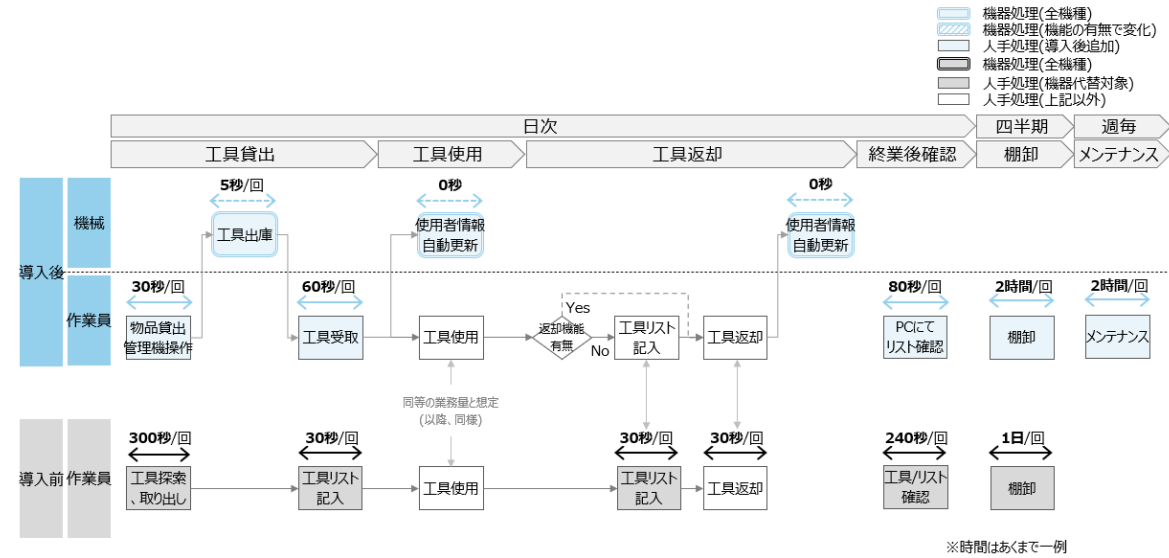 機器処理(全機種)
機器処理(機能の有無で変化)
人手処理(導入後追加)
機器処理(全機種)
人手処理(機器代替対象)
人手処理(上記以外)
日次
四半期
週毎
工具貸出
工具使用
工具返却
終業後確認
棚卸
メンテナンス
導入後
機械
5秒/回
工具出庫
0秒
使用者情報
自動更新
0秒
使用者情報
自動更新
作業員
30秒/回
物品貸出
管理機操作
60秒/回
工具受取
工具使用
返却機能
有無
Yes
No
工具リスト
記入
工具返却
80秒/回
PCにて
リスト確認
2時間/回
棚卸
2時間/回
メンテナンス
同等の業務量と想定
(以降、同様)
導入前
作業員
300秒/回
工具探索
、取り出し
30秒/回
工具リスト
記入
工具使用
30秒/回
工具リスト
記入
30秒/回
工具返却
240秒/回
工具/リスト
確認
1日/回
棚卸
※時間はあくまで一例